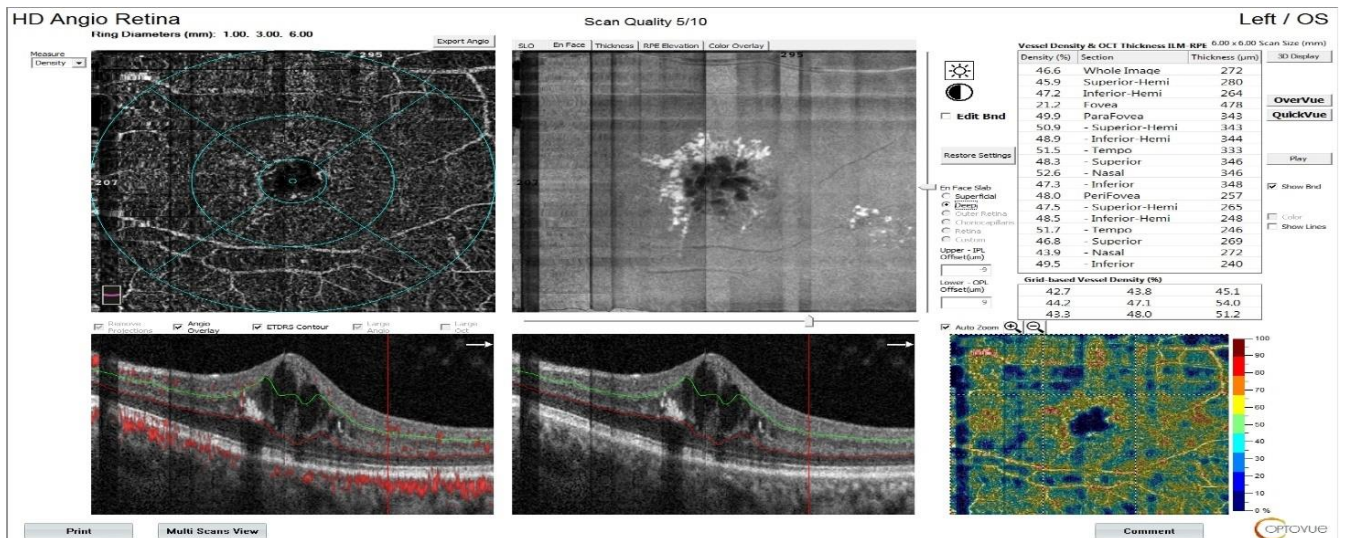 HD Angio Retina
Scan Quality 5/10
Left / OS
Ring Diameters (mm): 1.00, 3.00, 6.00
Export Angio
Measure
Density
295
207
SLO En Face Thickness RPE Elevation Color Overlay
295
207
Edit Bnd
Restore Settings
En Face Slab
Superficial
Deep
Outer Retina
Choriocapillaris
Retina
Custom
Upper - IPL
Offset(um)
-9
Lower - OPL
Offset(um)
9
Vessel Density & OCT Thickness ILM-RPE 6.00 x 6.00 Scan Size (mm)
Density (%) Section Thickness (µm)
46.6 Whole Image 272
45.9 Superior-Hemi 280
47.2 Inferior-Hemi 264
21.2 Fovea 478
49.9 ParaFovea 343
50.9 - Superior-Hemi 343
48.9 - Inferior-Hemi 344
51.5 - Tempo 333
48.3 - Superior 346
52.6 - Nasal 346
47.3 - Inferior 348
48.0 PeriFovea 257
47.5 - Superior-Hemi 265
48.5 - Inferior-Hemi 248
51.7 - Tempo 246
46.8 - Superior 269
43.9 - Nasal 272
49.5 - Inferior 240
Grid-based Vessel Density (%)
42.7 43.8 45.1
44.2 47.1 54.0
43.3 48.0 51.2
3D Display
OverVue
QuickVue
Play
Show Bnd
Color
Show Lines
Remove Projections
Angio Overlay
ETDRS Contour
Large Angio
Large Oct
Auto Zoom
100
90
80
70
60
50
40
30
20
10
0 %
Print
Multi Scans View
Comment
OPTOVUE